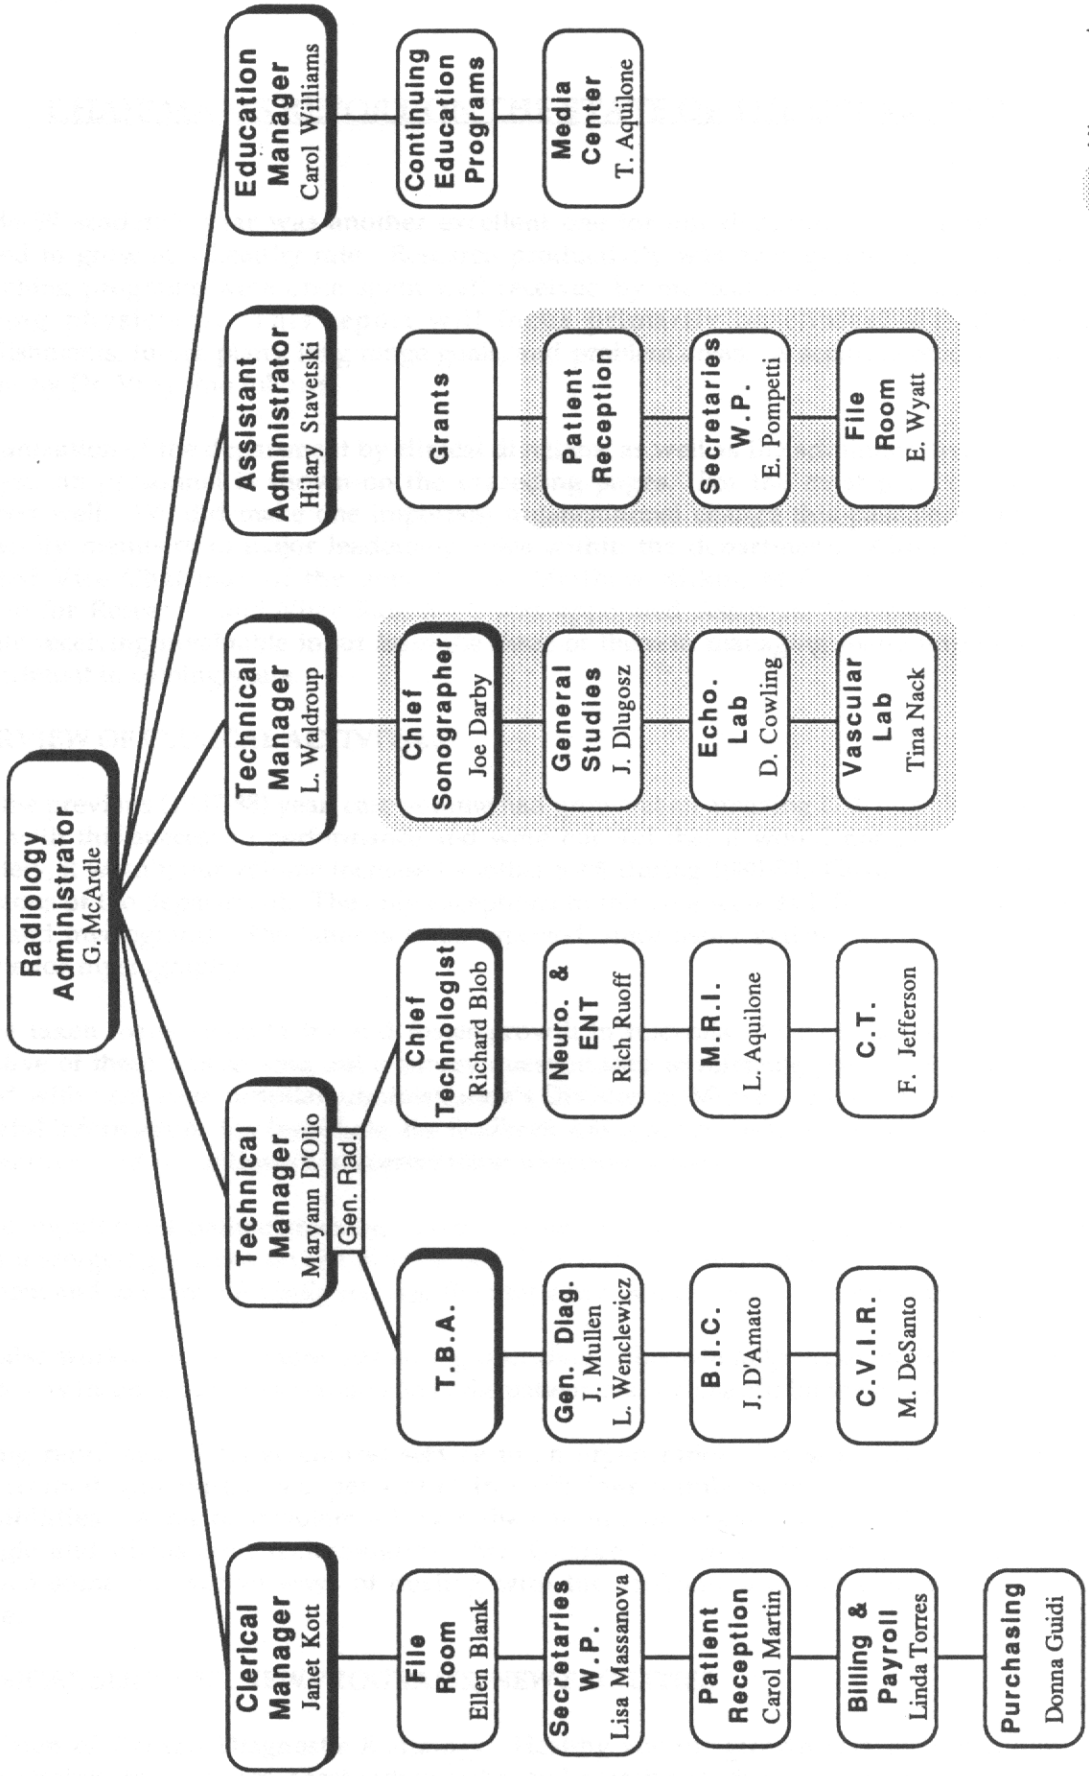 Radiology
Administrator
G. McArdle
Clerical
Manager
Janet Kott
File
Room
Ellen Blank
Secretaries
W.P.
Lisa Massanova
Patient
Reception
Carol Martin
Billing &
Payroll
Linda Torres
Purchasing
Donna Guidi
Technical
Manager
Maryann D'Olio
Gen. Rad.
T.B.A.
Gen. Diag.
J. Mullen
L. Wenclewicz
B.I.C.
J. D'Amato
C.V.I.R.
M. DeSanto
Chief
Technologist
Richard Blob
Neuro. &
ENT
Rich Ruoff
M.R.I.
L. Aquilone
C.T.
F. Jefferson
Technical
Manager
L. Waldroup
Chief
Sonographer
Joe Darby
General
Studies
J. Dlugosz
Echo.
Lab
D. Cowling
Vascular
Lab
Tina Nack
Assistant
Administrator
Hilary Stavetski
Grants
Patient
Reception
Secretaries
W.P.
E. Pompetti
File
Room
E. Wyatt
Education
Manager
Carol Williams
Continuing
Education
Programs
Media
Center
T. Aquilone